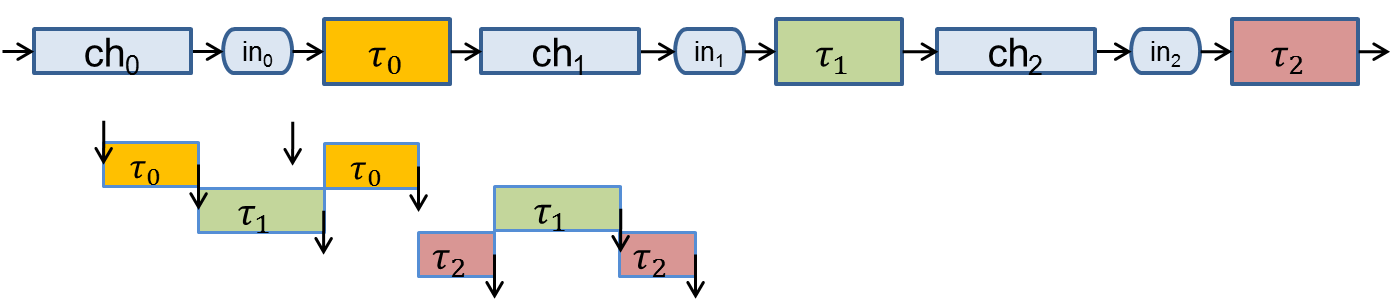 ch₀ in₀ τ₀ ch₁ in₁ τ₁ ch₂ in₂ τ₂
τ₀ τ₀
τ₁ τ₁
τ₂ τ₂